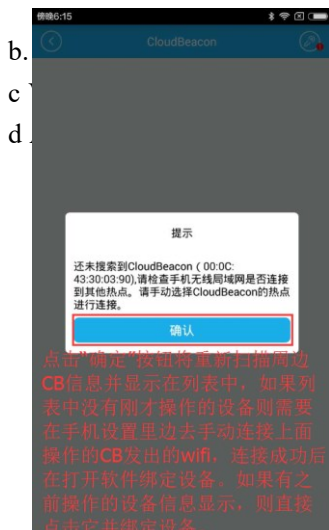 傍晚6:15
CloudBeacon
b.
c
d
提示
还未搜索到CloudBeacon（00:0C:
43:30:03:90),请检查手机无线局域网是否连接
到其他热点。请手动选择CloudBeacon的热点
进行连接。
确认
点击"确定"按钮将重新扫描周边
CB信息并显示在列表中，如果列
表中没有刚才操作的设备则需要
在手机设置里边去手动连接上面
操作的CB发出的wifi，连接成功后
在打开软件绑定设备。如果有之
前操作的设备信息显示，则直接
点击它并绑定设备